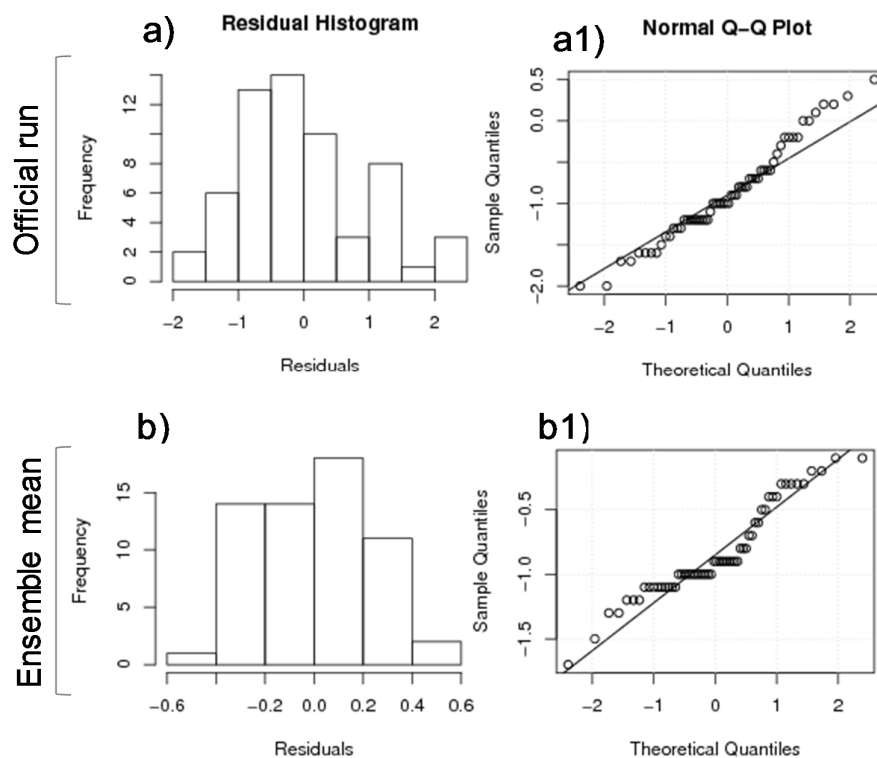 a) Residual Histogram
a1) Normal Q−Q Plot
Official run
Frequency
0 2 4 8 12
−2 −1 0 1 2
Residuals
Sample Quantiles
−2.0 −1.0 0.0 0.5
−2 −1 0 1 2
Theoretical Quantiles
b)
b1)
Ensemble mean
Frequency
0 5 10 15
−0.6 −0.2 0.0 0.2 0.6
Residuals
Sample Quantiles
−1.5 −1.0 −0.5
−2 −1 0 1 2
Theoretical Quantiles